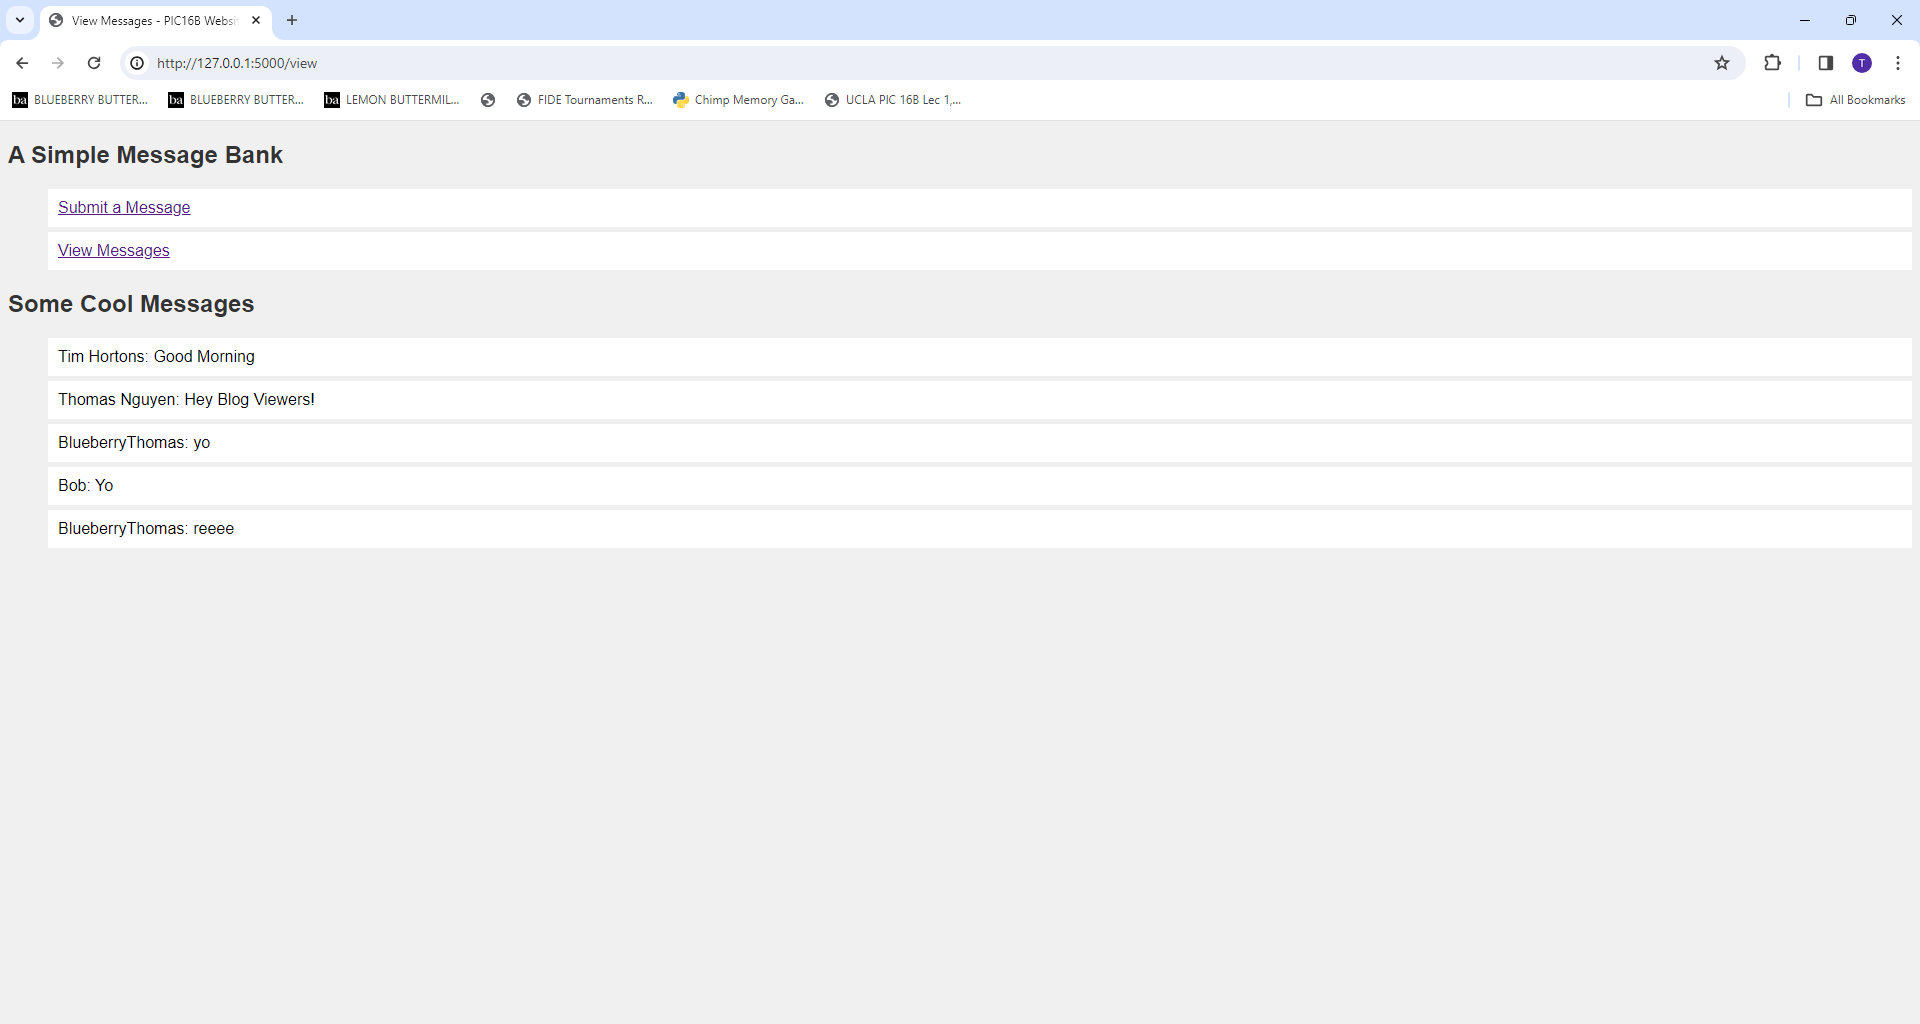 View Messages - PIC16B Websi
http://127.0.0.1:5000/view
T
ba BLUEBERRY BUTTER... ba BLUEBERRY BUTTER... ba LEMON BUTTERMIL... FIDE Tournaments R... Chimp Memory Ga... UCLA PIC 16B Lec 1,... All Bookmarks
A Simple Message Bank
Submit a Message
View Messages
Some Cool Messages
Tim Hortons: Good Morning
Thomas Nguyen: Hey Blog Viewers!
BlueberryThomas: yo
Bob: Yo
BlueberryThomas: reeee